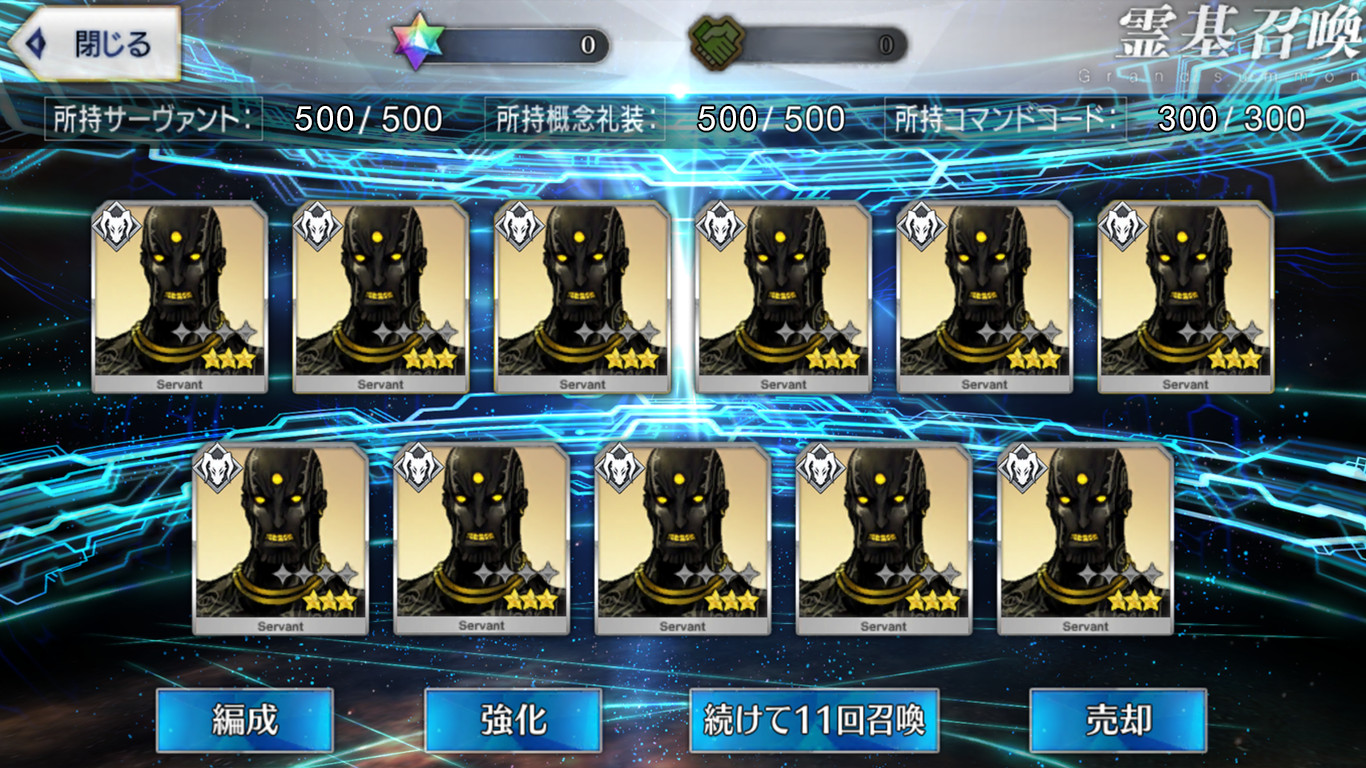 閉じる
0
0
霊基召喚
Grand summon
所持サーヴァント: 500/ 500
所持概念礼装: 500/ 500
所持コマンドコード: 300/ 300
Servant Servant Servant Servant Servant Servant
Servant Servant Servant Servant Servant
編成 強化 続けて11回召喚 売却